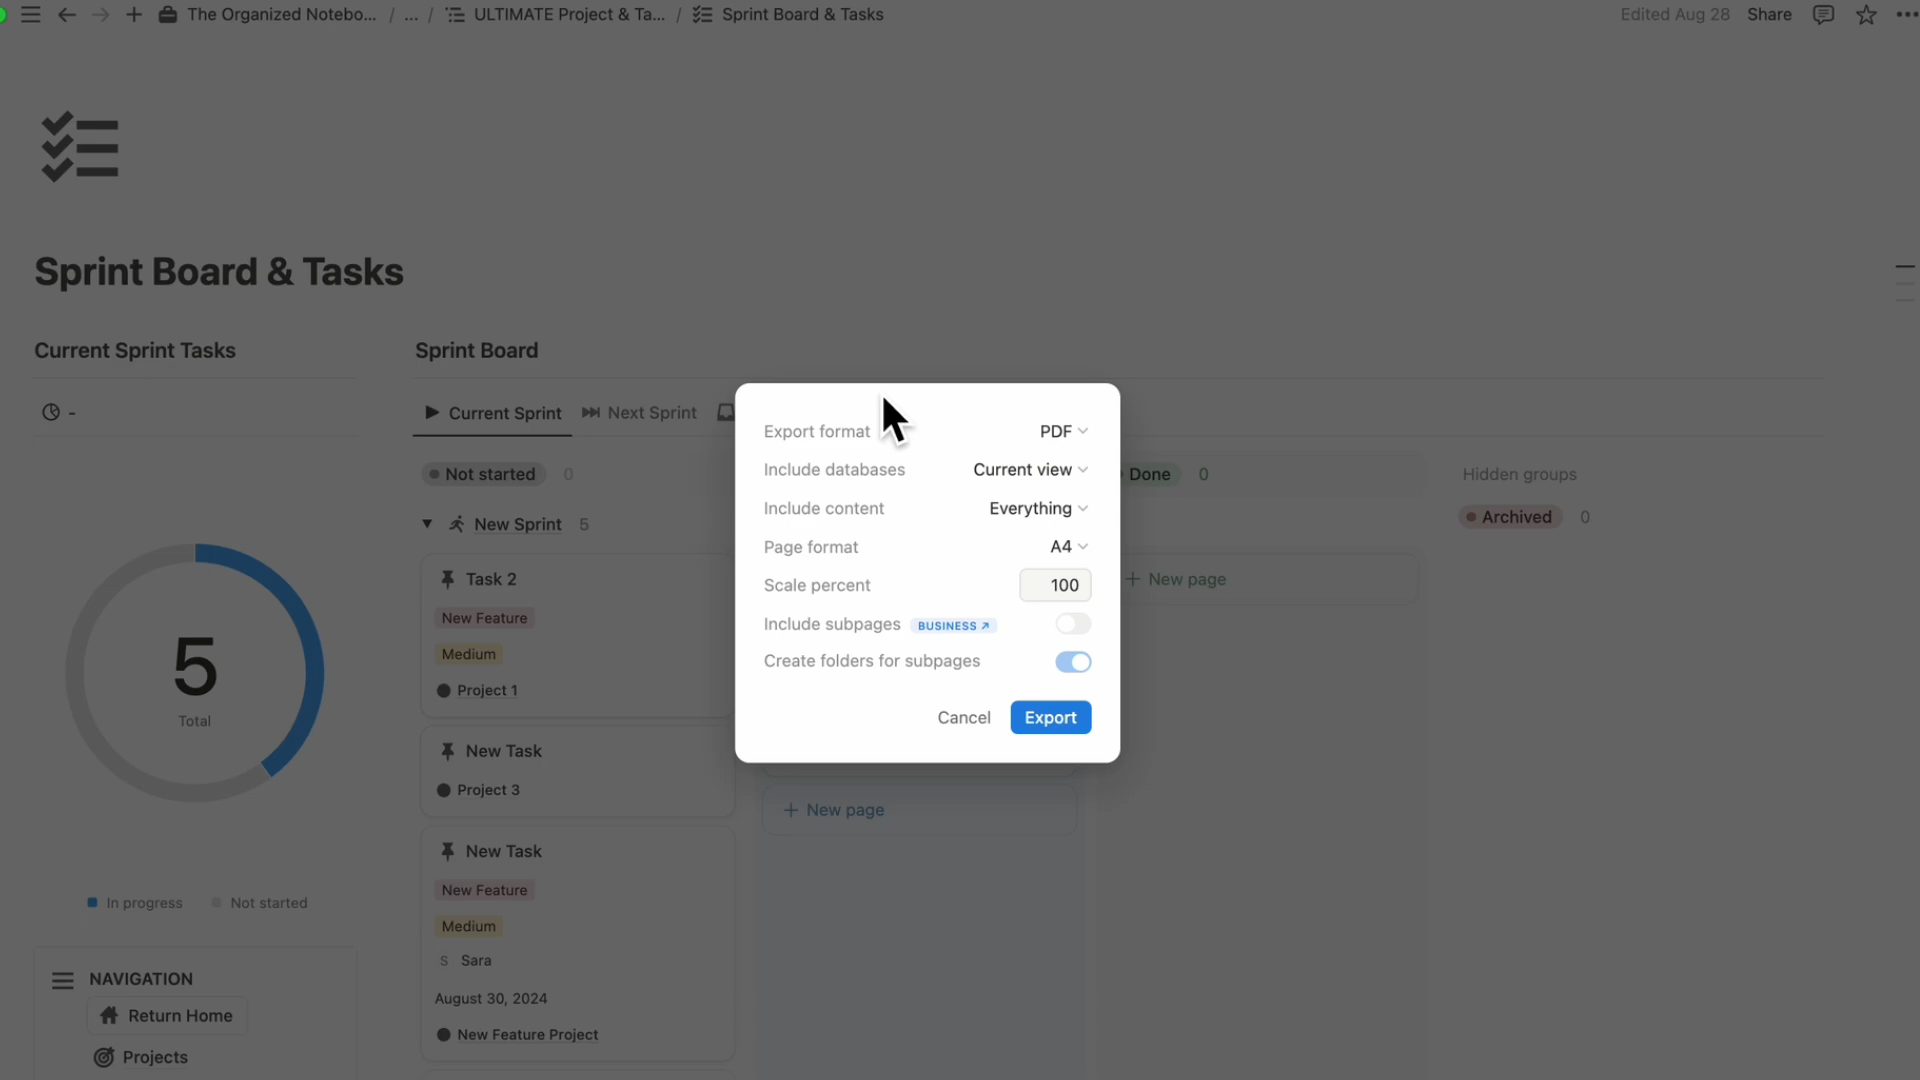 The Organized Notebo... / ... / ULTIMATE Project & Ta... / Sprint Board & Tasks
Edited Aug 28 Share
Sprint Board & Tasks
Current Sprint Tasks
-
5
Total
In progress Not started
NAVIGATION
Return Home
Projects
Sprint Board
Current Sprint Next Sprint
Not started 0
New Sprint 5
Task 2
New Feature
Medium
Project 1
New Task
Project 3
New Task
New Feature
Medium
S Sara
August 30, 2024
New Feature Project
+ New page
Done 0
+ New page
Hidden groups
Archived 0
Export format PDF
Include databases Current view
Include content Everything
Page format A4
Scale percent 100
Include subpages BUSINESS ↗
Create folders for subpages
Cancel Export